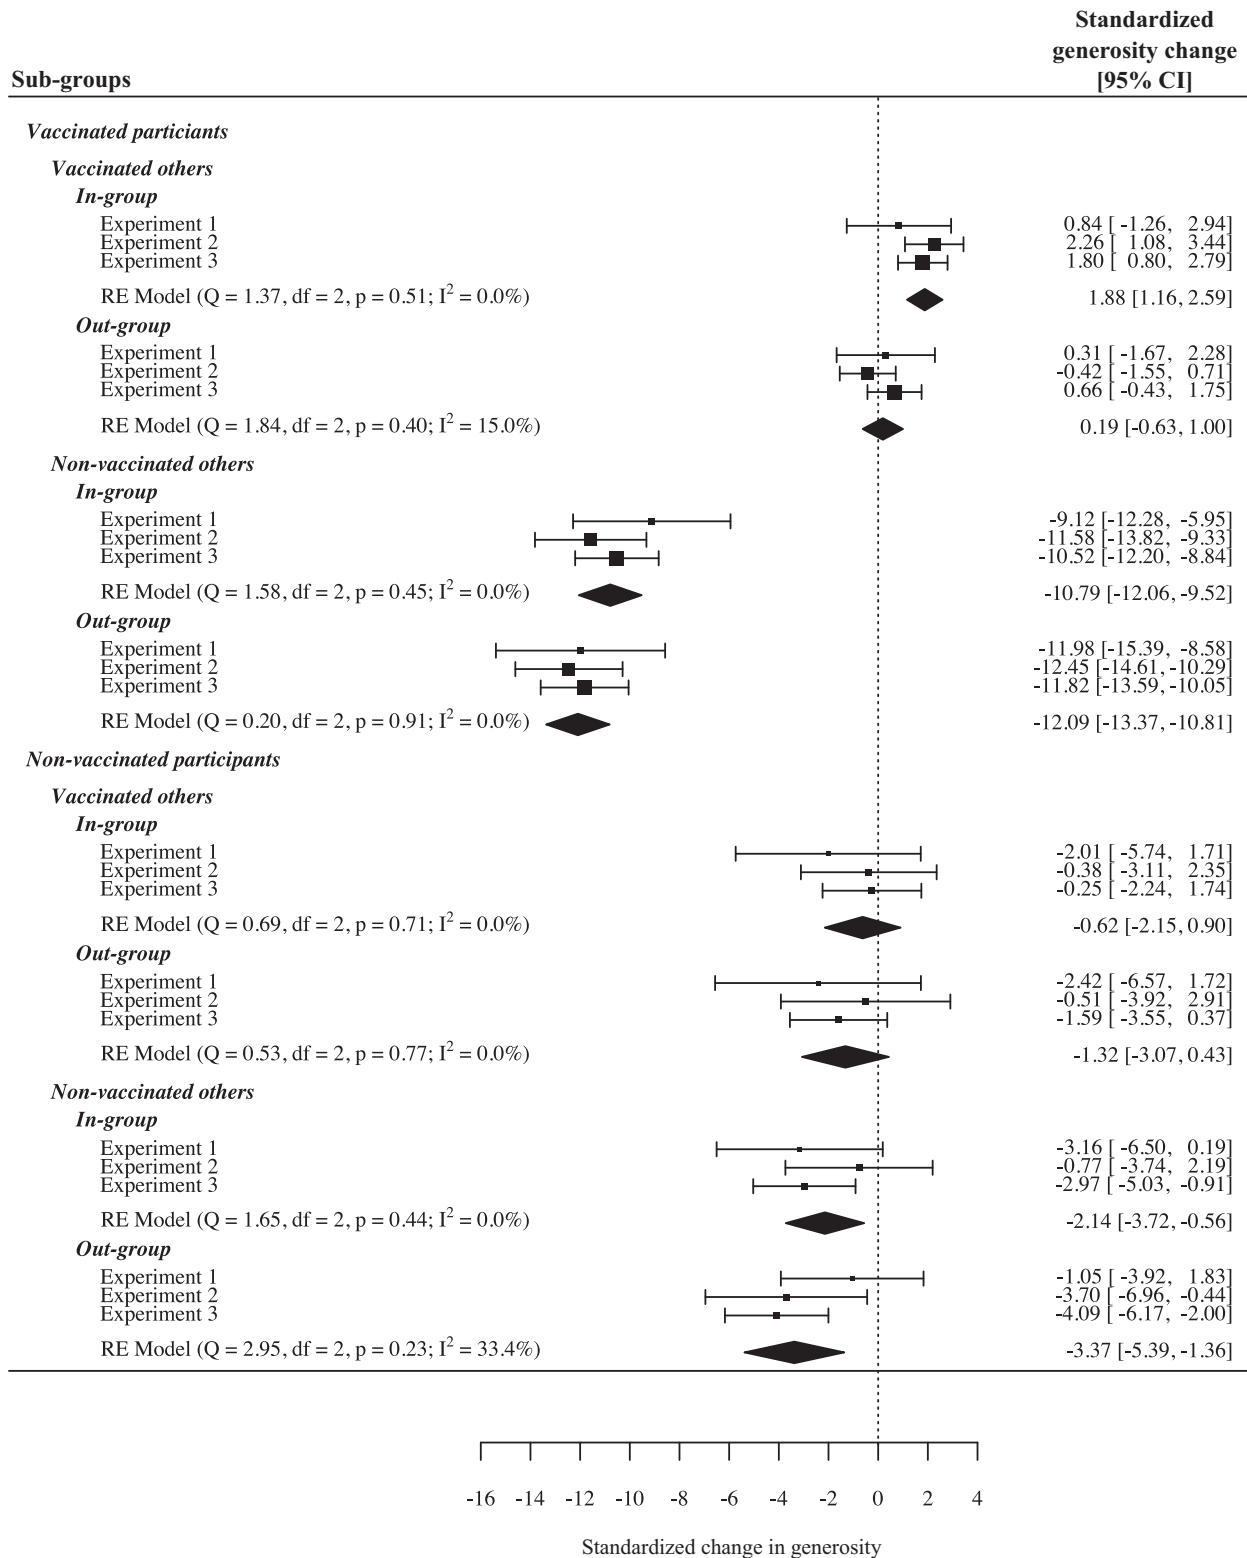 Standardized
generosity change
Sub-groups [95% CI]
Vaccinated particiants
Vaccinated others
In-group
Experiment 1 0.84 [ -1.26, 2.94]
Experiment 2 2.26 [ 1.08, 3.44]
Experiment 3 1.80 [ 0.80, 2.79]
RE Model (Q = 1.37, df = 2, p = 0.51; I² = 0.0%) 1.88 [1.16, 2.59]
Out-group
Experiment 1 0.31 [ -1.67, 2.28]
Experiment 2 -0.42 [ -1.55, 0.71]
Experiment 3 0.66 [ -0.43, 1.75]
RE Model (Q = 1.84, df = 2, p = 0.40; I² = 15.0%) 0.19 [-0.63, 1.00]
Non-vaccinated others
In-group
Experiment 1 -9.12 [-12.28, -5.95]
Experiment 2 -11.58 [-13.82, -9.33]
Experiment 3 -10.52 [-12.20, -8.84]
RE Model (Q = 1.58, df = 2, p = 0.45; I² = 0.0%) -10.79 [-12.06, -9.52]
Out-group
Experiment 1 -11.98 [-15.39, -8.58]
Experiment 2 -12.45 [-14.61, -10.29]
Experiment 3 -11.82 [-13.59, -10.05]
RE Model (Q = 0.20, df = 2, p = 0.91; I² = 0.0%) -12.09 [-13.37, -10.81]
Non-vaccinated participants
Vaccinated others
In-group
Experiment 1 -2.01 [ -5.74, 1.71]
Experiment 2 -0.38 [ -3.11, 2.35]
Experiment 3 -0.25 [ -2.24, 1.74]
RE Model (Q = 0.69, df = 2, p = 0.71; I² = 0.0%) -0.62 [-2.15, 0.90]
Out-group
Experiment 1 -2.42 [ -6.57, 1.72]
Experiment 2 -0.51 [ -3.92, 2.91]
Experiment 3 -1.59 [ -3.55, 0.37]
RE Model (Q = 0.53, df = 2, p = 0.77; I² = 0.0%) -1.32 [-3.07, 0.43]
Non-vaccinated others
In-group
Experiment 1 -3.16 [ -6.50, 0.19]
Experiment 2 -0.77 [ -3.74, 2.19]
Experiment 3 -2.97 [ -5.03, -0.91]
RE Model (Q = 1.65, df = 2, p = 0.44; I² = 0.0%) -2.14 [-3.72, -0.56]
Out-group
Experiment 1 -1.05 [ -3.92, 1.83]
Experiment 2 -3.70 [ -6.96, -0.44]
Experiment 3 -4.09 [ -6.17, -2.00]
RE Model (Q = 2.95, df = 2, p = 0.23; I² = 33.4%) -3.37 [-5.39, -1.36]
-16 -14 -12 -10 -8 -6 -4 -2 0 2 4
Standardized change in generosity